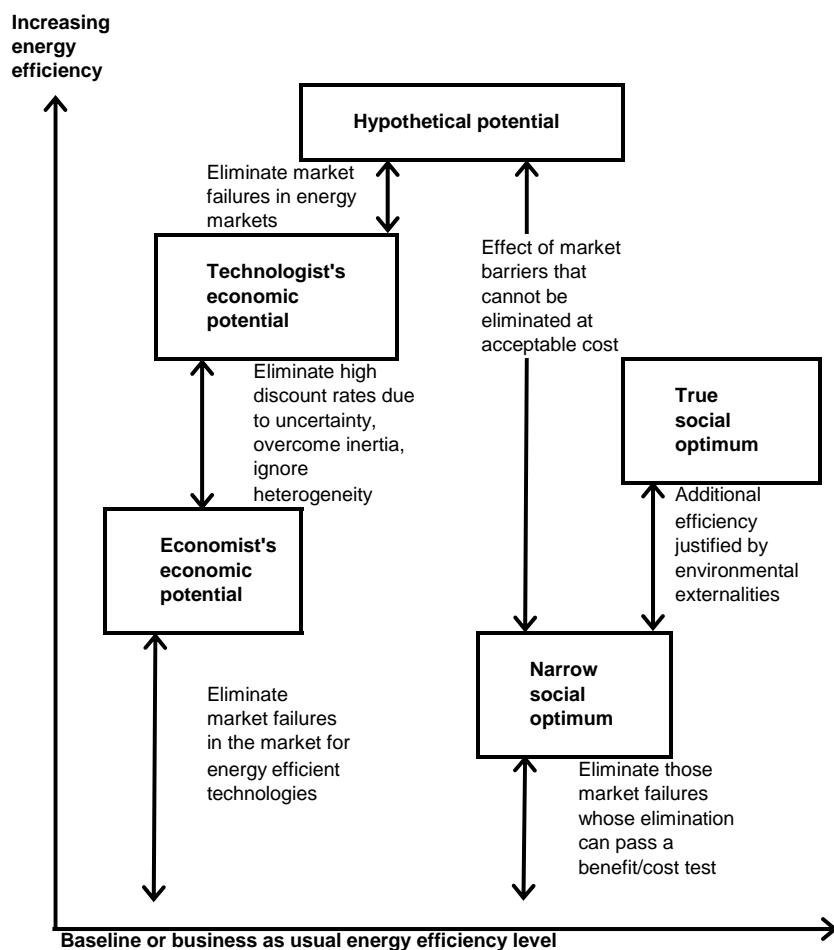 Increasing
energy
efficiency
Hypothetical potential
Eliminate market
failures in energy
markets
Technologist's
economic
potential
Effect of market
barriers that
cannot be
eliminated at
acceptable cost
Eliminate high
discount rates due
to uncertainty,
overcome inertia,
ignore
heterogeneity
True
social
optimum
Additional
efficiency
justified by
environmental
externalities
Economist's
economic
potential
Narrow
social
optimum
Eliminate
market failures
in the market for
energy efficient
technologies
Eliminate those
market failures
whose elimination
can pass a
benefit/cost test
Baseline or business as usual energy efficiency level